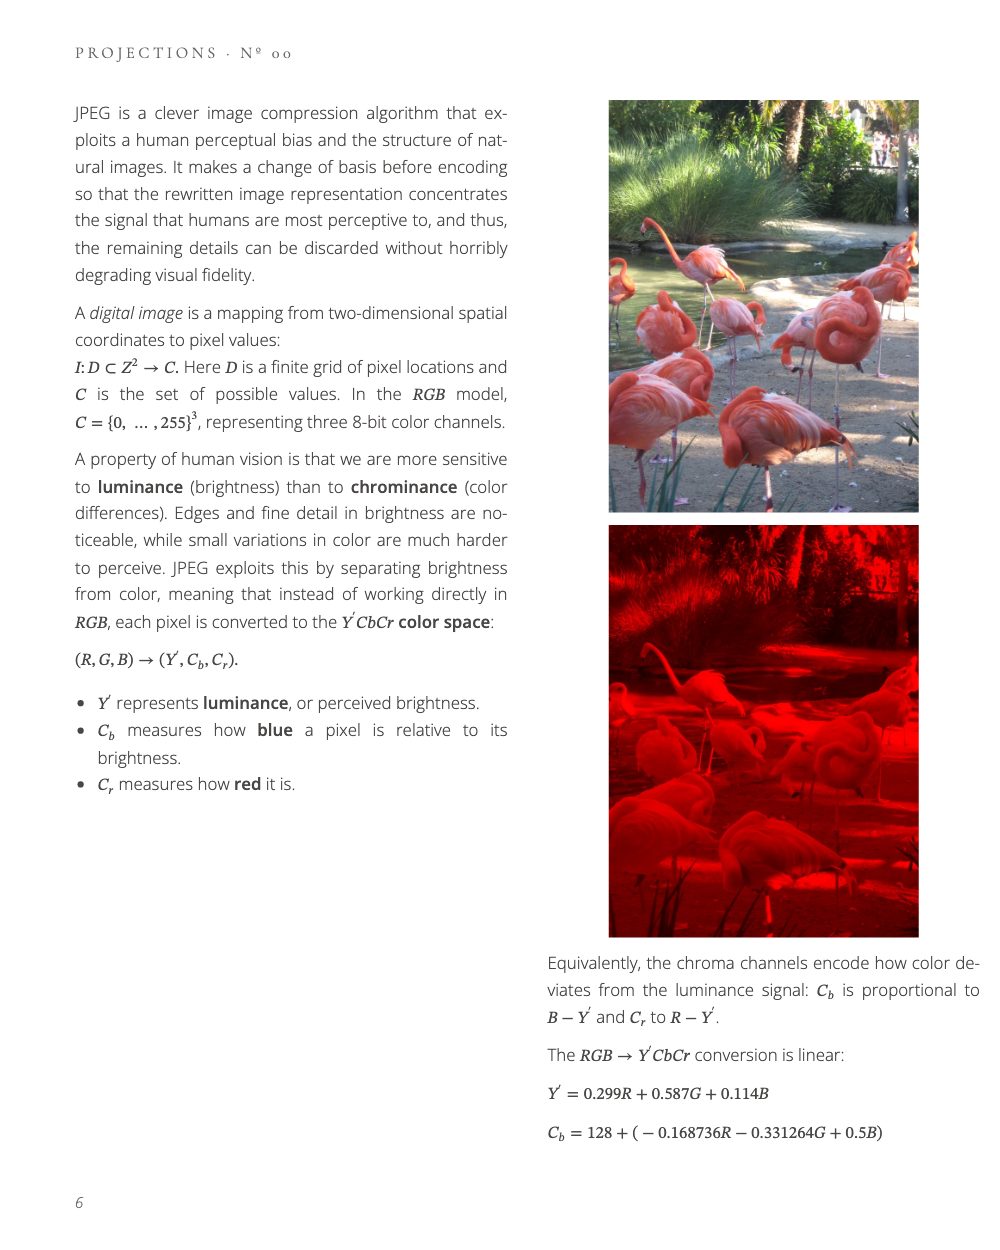 PROJECTIONS · Nº 00
JPEG is a clever image compression algorithm that ex-
ploits a human perceptual bias and the structure of nat-
ural images. It makes a change of basis before encoding
so that the rewritten image representation concentrates
the signal that humans are most perceptive to, and thus,
the remaining details can be discarded without horribly
degrading visual fidelity.
A digital image is a mapping from two-dimensional spatial
coordinates to pixel values:
I: D ⊂ Z² → C. Here D is a finite grid of pixel locations and
C is the set of possible values. In the RGB model,
C = {0, … , 255}³, representing three 8-bit color channels.
A property of human vision is that we are more sensitive
to luminance (brightness) than to chrominance (color
differences). Edges and fine detail in brightness are no-
ticeable, while small variations in color are much harder
to perceive. JPEG exploits this by separating brightness
from color, meaning that instead of working directly in
RGB, each pixel is converted to the Y′CbCr color space:
(R, G, B) → (Y′, C_b, C_r).
• Y′ represents luminance, or perceived brightness.
• C_b measures how blue a pixel is relative to its
brightness.
• C_r measures how red it is.
Equivalently, the chroma channels encode how color de-
viates from the luminance signal: C_b is proportional to
B − Y′ and C_r to R − Y′.
The RGB → Y′CbCr conversion is linear:
Y′ = 0.299R + 0.587G + 0.114B
C_b = 128 + ( − 0.168736R − 0.331264G + 0.5B)
6